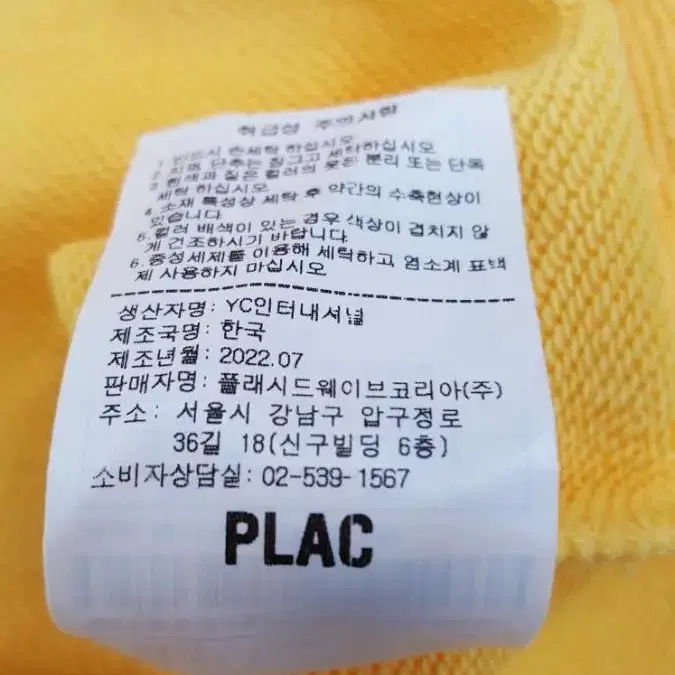 취급상 주의사항
1. 반드시 손세탁 하십시오
2. 지퍼, 단추는 잠그고 세탁하십시오
3. 흰색과 짙은 컬러의 옷은 분리 또는 단독
세탁 하십시오
4. 소재 특성상 세탁 후 약간의 수축현상이
있습니다.
5. 컬러 배색이 있는 경우 색상이 겹치지 않
게 건조하시기 바랍니다.
6. 중성세제를 이용해 세탁하고 염소계 표백
제 사용하지 마십시오
생산자명: YC인터내셔널
제조국명: 한국
제조년월: 2022.07
판매자명: 플래시드웨이브코리아(주)
주소: 서울시 강남구 압구정로
36길 18(신구빌딩 6층)
소비자상담실: 02-539-1567
PLAC